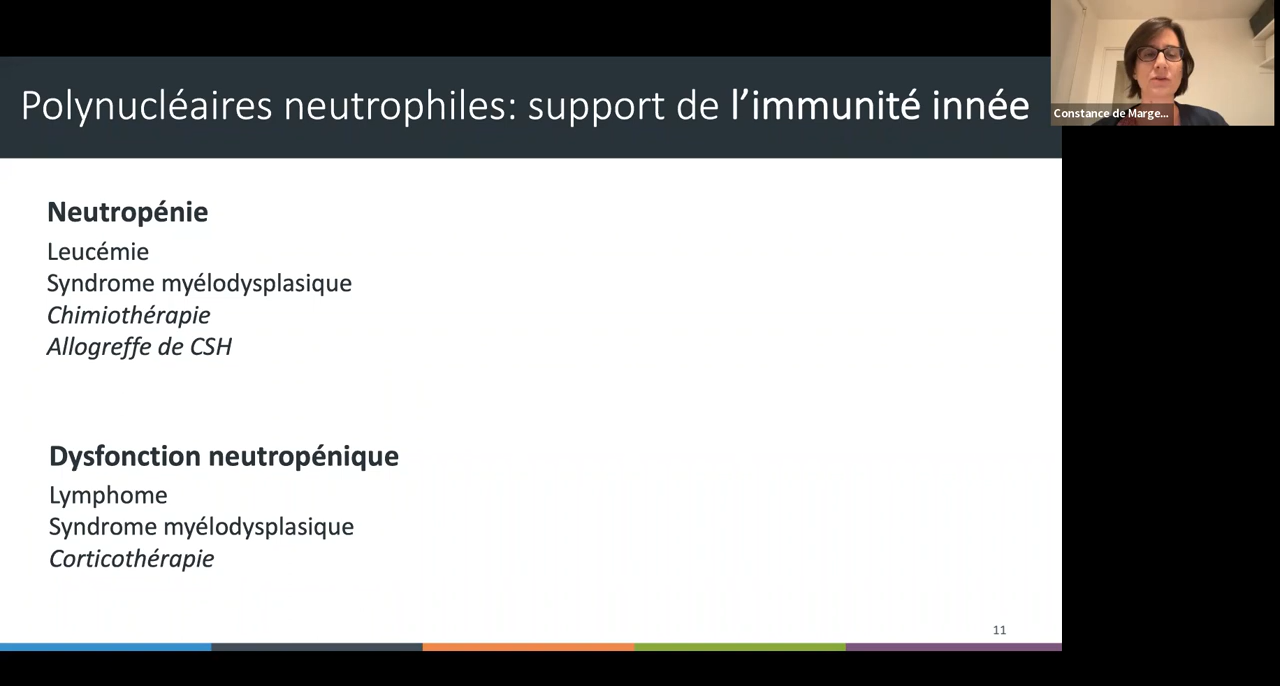 Polynucléaires neutrophiles: support de l’immunité innée
Constance de Marge...
Neutropénie
Leucémie
Syndrome myélodysplasique
Chimiothérapie
Allogreffe de CSH
Dysfonction neutropénique
Lymphome
Syndrome myélodysplasique
Corticothérapie
11